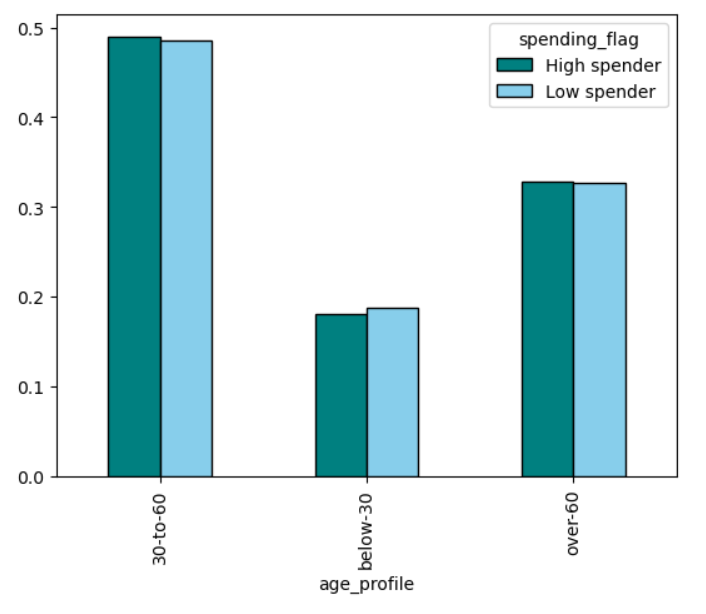 spending_flag
High spender
Low spender
0.5
0.4
0.3
0.2
0.1
0.0
30-to-60
below-30
over-60
age_profile